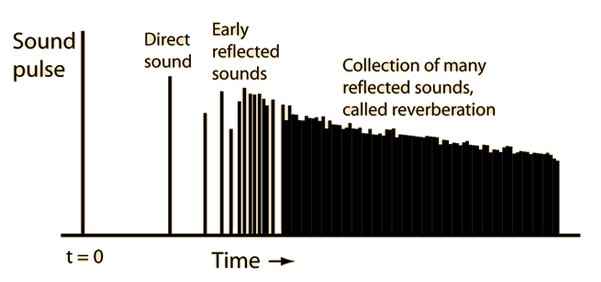 Sound
pulse
Direct
sound
Early
reflected
sounds
Collection of many
reflected sounds,
called reverberation
t = 0
Time →